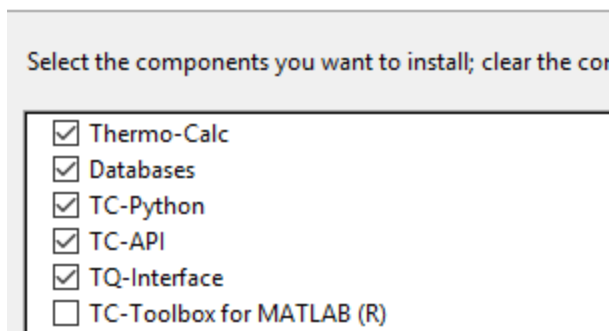 Select the components you want to install; clear the
Thermo-Calc
Databases
TC-Python
TC-API
TQ-Interface
TC-Toolbox for MATLAB (R)